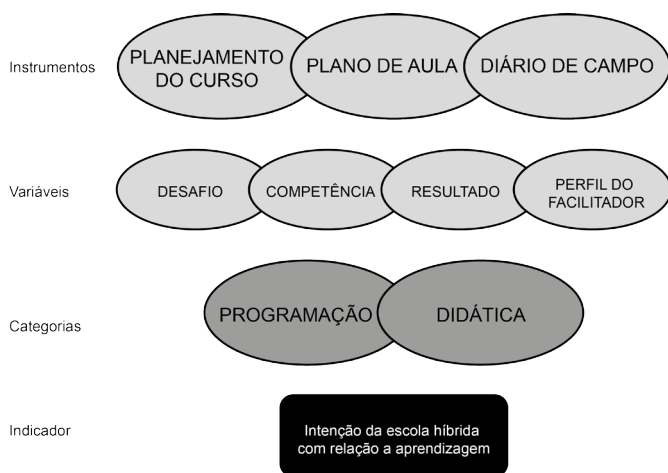 Instrumentos
PLANEJAMENTO
DO CURSO
PLANO DE AULA
DIÁRIO DE CAMPO
Variáveis
DESAFIO
COMPETÊNCIA
RESULTADO
PERFIL DO
FACILITADOR
Categorias
PROGRAMAÇÃO
DIDÁTICA
Indicador
Intenção da escola híbrida
com relação a aprendizagem